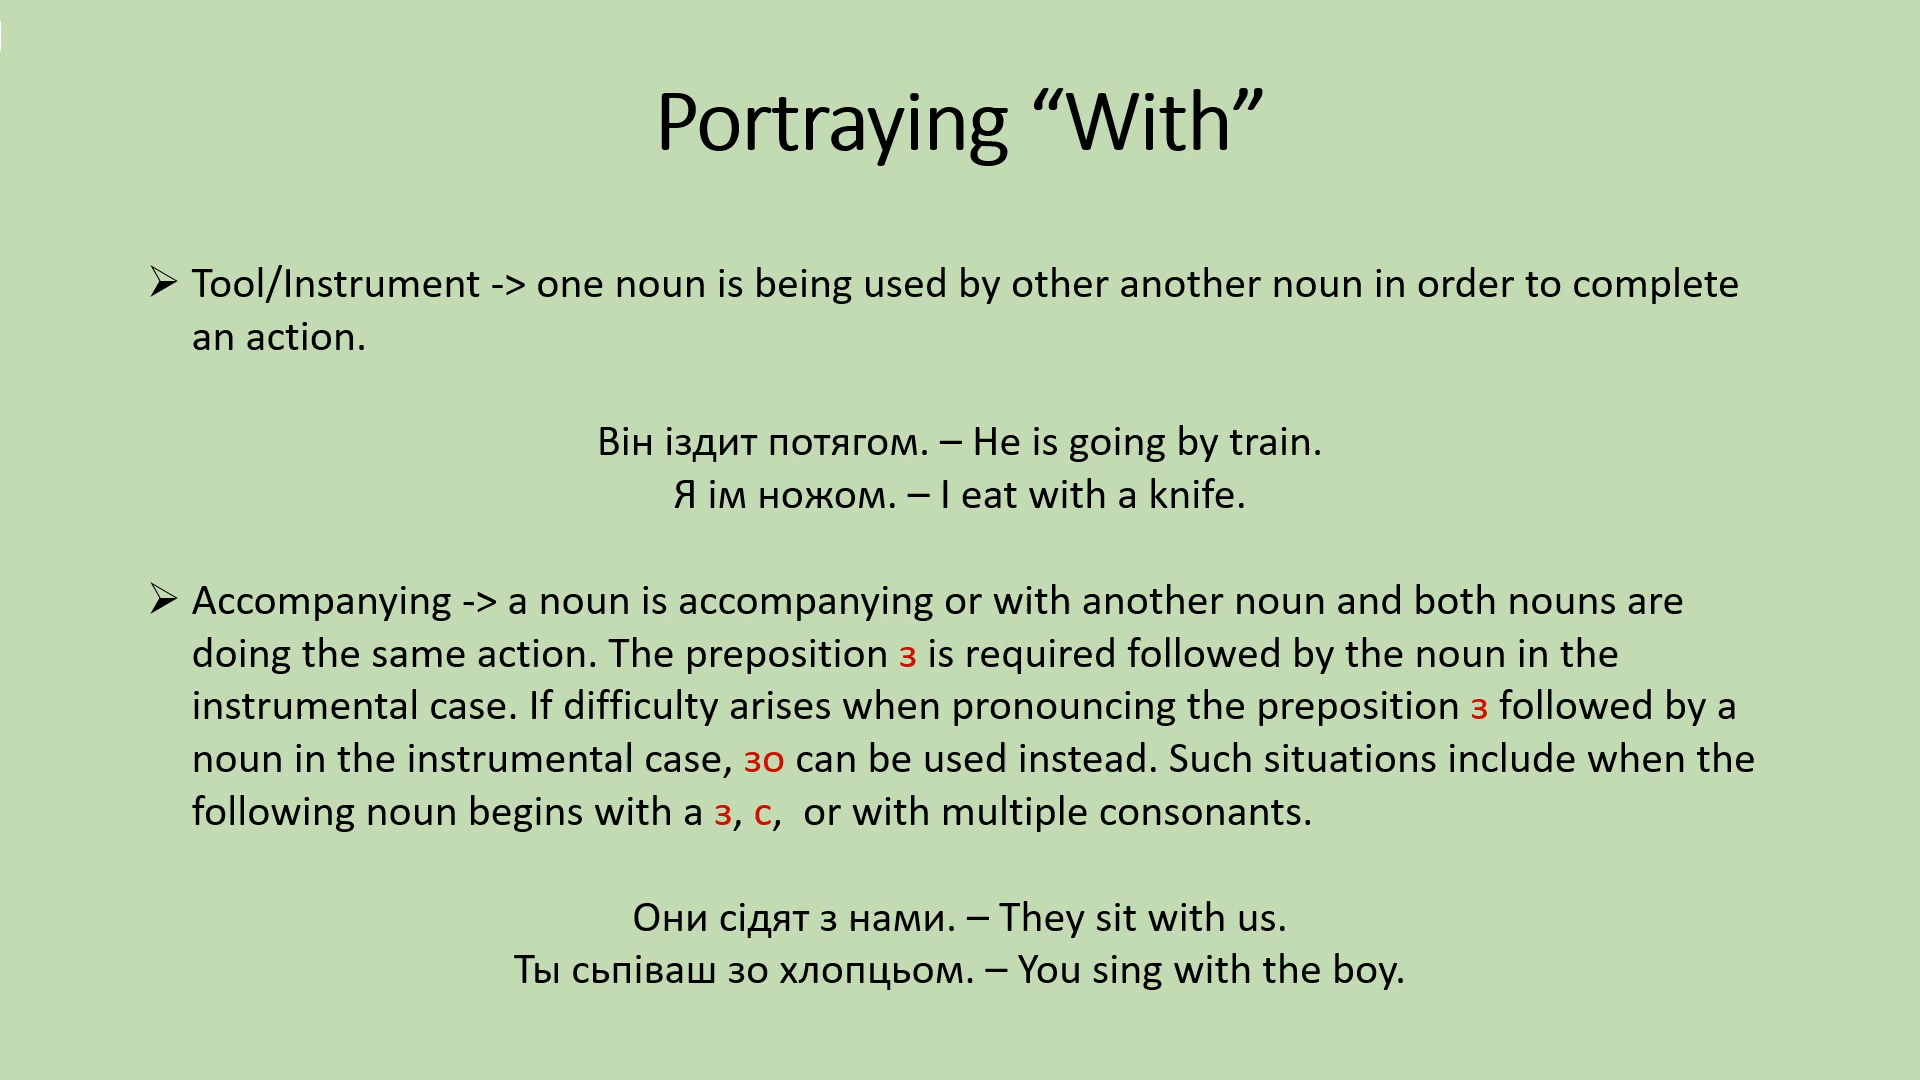 Portraying “With”
➢ Tool/Instrument -> one noun is being used by other another noun in order to complete
an action.
Він іздит потягом. – He is going by train.
Я ім ножом. – I eat with a knife.
➢ Accompanying -> a noun is accompanying or with another noun and both nouns are
doing the same action. The preposition з is required followed by the noun in the
instrumental case. If difficulty arises when pronouncing the preposition з followed by a
noun in the instrumental case, зо can be used instead. Such situations include when the
following noun begins with a з, с,  or with multiple consonants.
Они сідят з нами. – They sit with us.
Ты сьпіваш зо хлопцьом. – You sing with the boy.